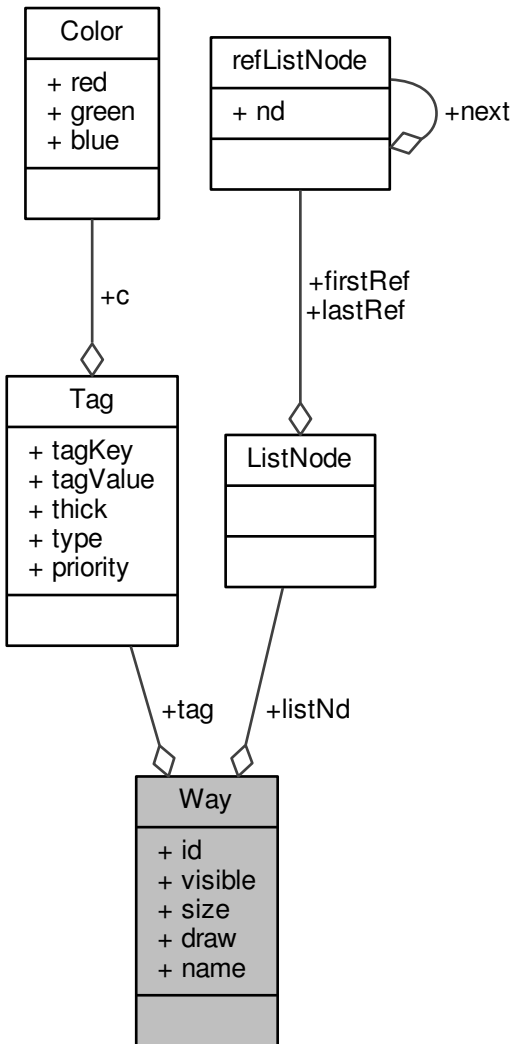 Color
+ red
+ green
+ blue
refListNode
+ nd
+next
+c
+firstRef
+lastRef
Tag
+ tagKey
+ tagValue
+ thick
+ type
+ priority
ListNode
+tag
+listNd
Way
+ id
+ visible
+ size
+ draw
+ name